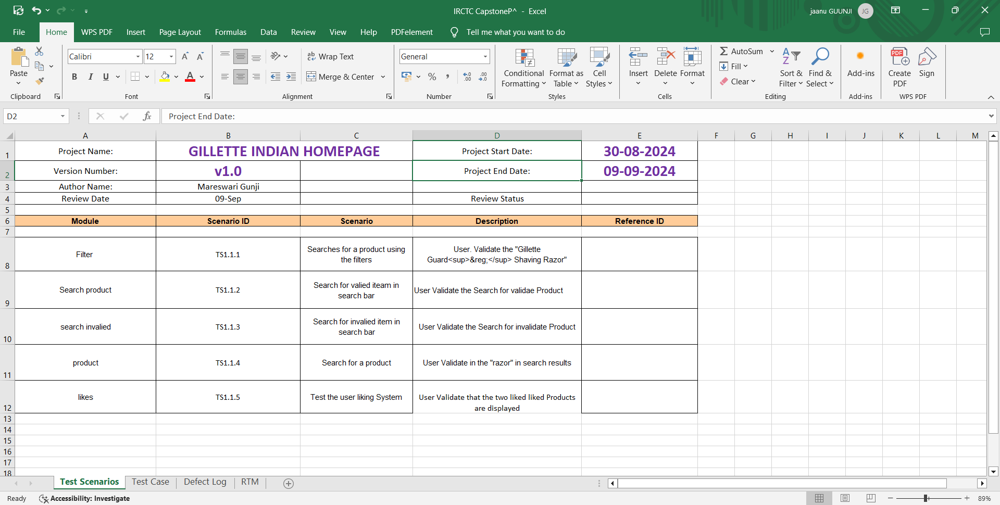 IRCTC CapstoneP^ - Excel
jaanu GUUNJI JG
File Home WPS PDF Insert Page Layout Formulas Data Review View Help PDFelement Tell me what you want to do
Paste
Clipboard
Calibri 12
B I U
Font
ab Wrap Text
Merge & Center
Alignment
General
Number
Conditional Formatting
Format as Table
Cell Styles
Styles
Insert Delete Format
Cells
AutoSum
Fill
Clear
Sort & Filter
Find & Select
Editing
Add-ins
Add-ins
Create PDF
Sign
WPS PDF
D2 fx Project End Date:
A B C D E F G H I J K L M
1 Project Name: GILLETTE INDIAN HOMEPAGE Project Start Date: 30-08-2024
2 Version Number: v1.0 Project End Date: 09-09-2024
3 Author Name: Mareswari Gunji
4 Review Date 09-Sep Review Status
5
6 Module Scenario ID Scenario Description Reference ID
7
8 Filter TS1.1.1 Searches for a product using the filters User. Validate the "Gillette Guard<sup>&reg;</sup> Shaving Razor"
9 Search product TS1.1.2 Search for valied iteam in search bar User Validate the Search for validae Product
10 search invalied TS1.1.3 Search for invalied item in search bar User Validate the Search for invalidate Product
11 product TS1.1.4 Search for a product User Validate in the "razor" in search results
12 likes TS1.1.5 Test the user liking System User Validate that the two liked liked Products are displayed
13
14
15
16
17
18
Test Scenarios Test Case Defect Log RTM
Ready Accessibility: Investigate 89%